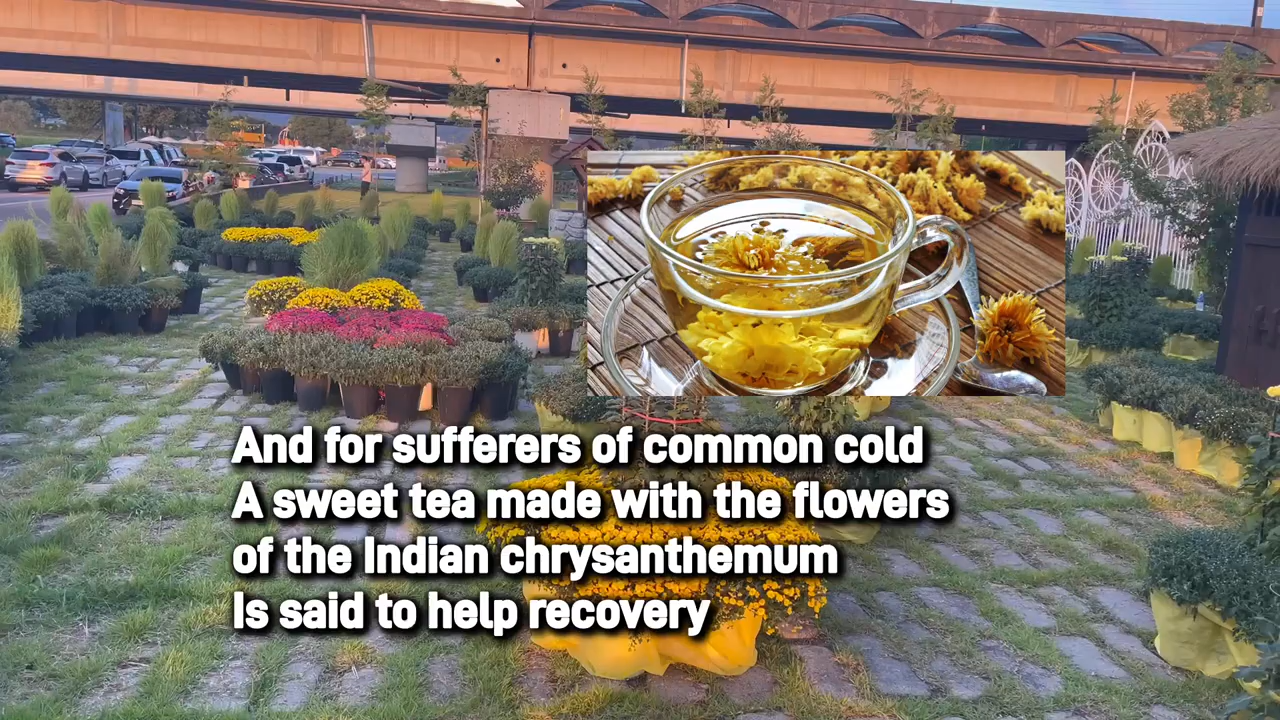 And for sufferers of common cold
A sweet tea made with the flowers
of the Indian chrysanthemum
Is said to help recovery